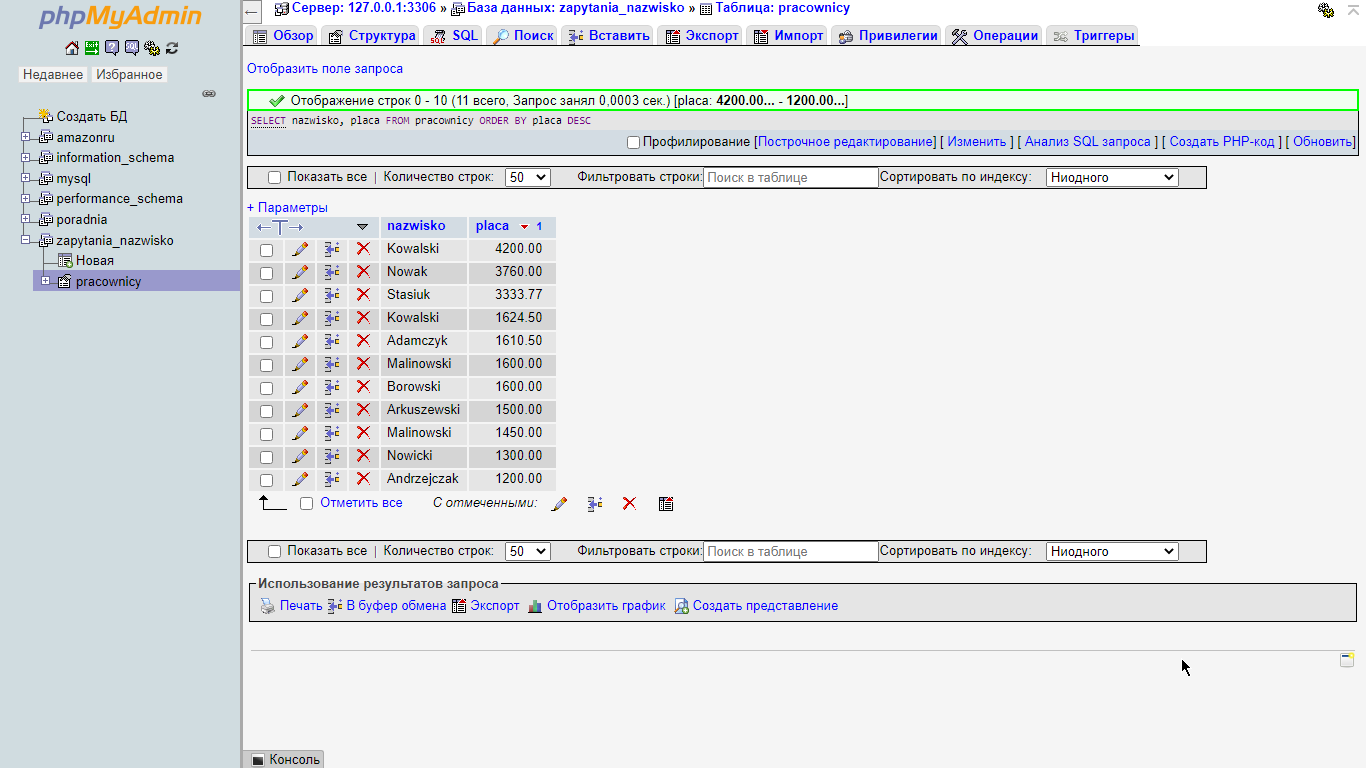 phpMyAdmin
Недавнее Избранное
Создать БД
amazonru
information_schema
mysql
performance_schema
poradnia
zapytania_nazwisko
Новая
pracownicy
Сервер: 127.0.0.1:3306 » База данных: zapytania_nazwisko » Таблица: pracownicy
Обзор Структура SQL Поиск Вставить Экспорт Импорт Привилегии Операции Триггеры
Отобразить поле запроса
Отображение строк 0 - 10 (11 всего, Запрос занял 0,0003 сек.) [placa: 4200.00... - 1200.00...]
SELECT nazwisko, placa FROM pracownicy ORDER BY placa DESC
Профилирование [Построчное редактирование] [ Изменить ] [ Анализ SQL запроса ] [ Создать PHP-код ] [ Обновить]
Показать все | Количество строк: 50 Фильтровать строки: Поиск в таблице Сортировать по индексу: Ниодного
+ Параметры
←T→ nazwisko placa 1
Kowalski 4200.00
Nowak 3760.00
Stasiuk 3333.77
Kowalski 1624.50
Adamczyk 1610.50
Malinowski 1600.00
Borowski 1600.00
Arkuszewski 1500.00
Malinowski 1450.00
Nowicki 1300.00
Andrzejczak 1200.00
Отметить все С отмеченными:
Показать все | Количество строк: 50 Фильтровать строки: Поиск в таблице Сортировать по индексу: Ниодного
Использование результатов запроса
Печать В буфер обмена Экспорт Отобразить график Создать представление
Консоль